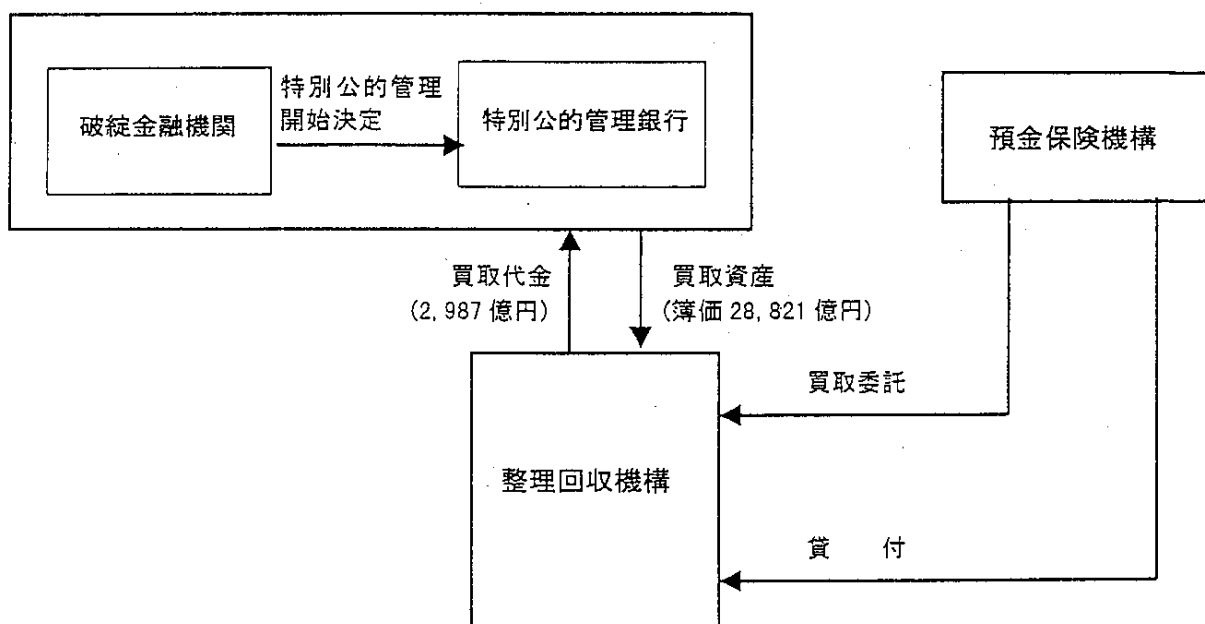 破綻金融機関
特別公的管理
開始決定
特別公的管理銀行
預金保険機構
買取代金
(2,987億円)
買取資産
(簿価28,821億円)
買取委託
整理回収機構
貸　付